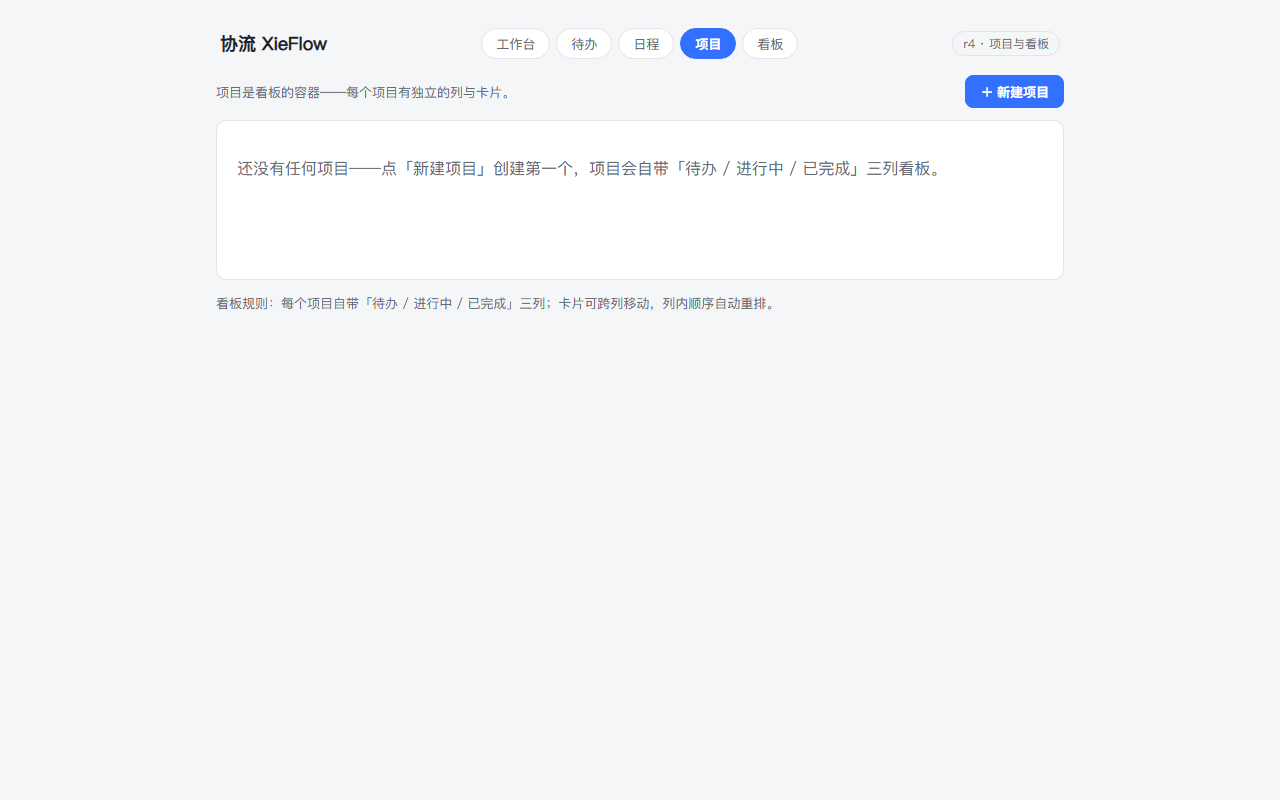 协流 XieFlow
工作台
待办
日程
项目
看板
r4 · 项目与看板
项目是看板的容器——每个项目有独立的列与卡片。
＋ 新建项目
还没有任何项目——点「新建项目」创建第一个，项目会自带「待办 / 进行中 / 已完成」三列看板。
看板规则：每个项目自带「待办 / 进行中 / 已完成」三列；卡片可跨列移动，列内顺序自动重排。